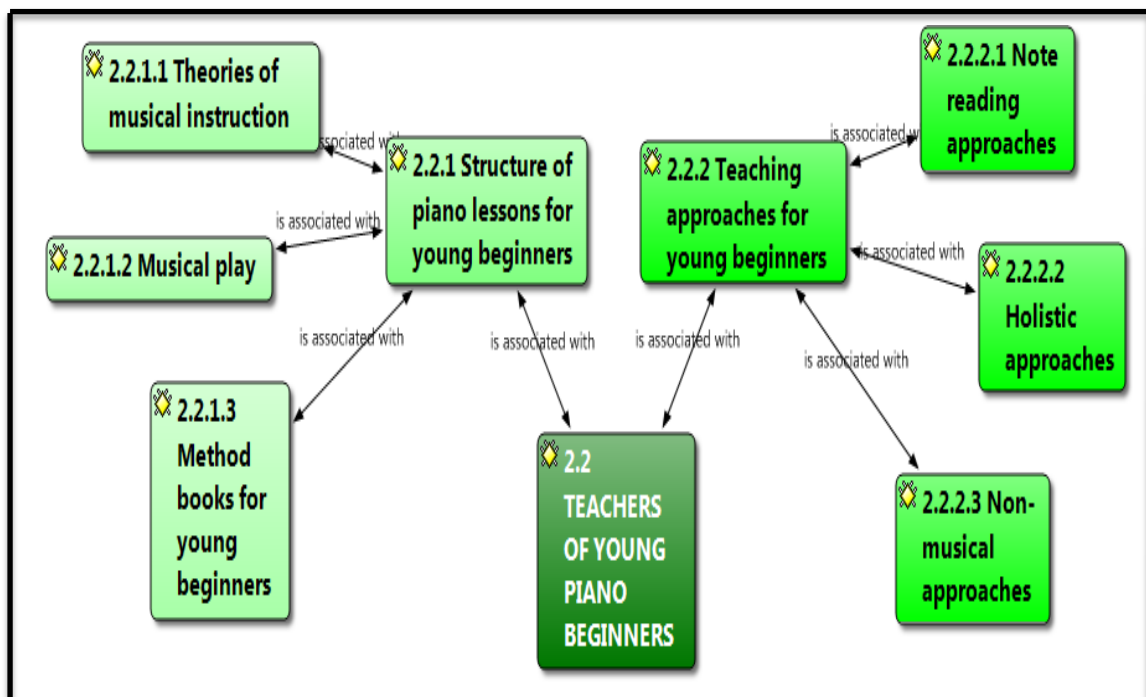 2.2.1.1 Theories of
musical instruction
is associated with
2.2.1 Structure of
piano lessons for
young beginners
is associated with
2.2.1.2 Musical play
is associated with
2.2.1.3
Method
books for
young
beginners
is associated with
2.2
TEACHERS
OF YOUNG
PIANO
BEGINNERS
is associated with
2.2.2 Teaching
approaches for
young beginners
is associated with
2.2.2.1 Note
reading
approaches
is associated with
2.2.2.2
Holistic
approaches
is associated with
2.2.2.3 Non-
musical
approaches